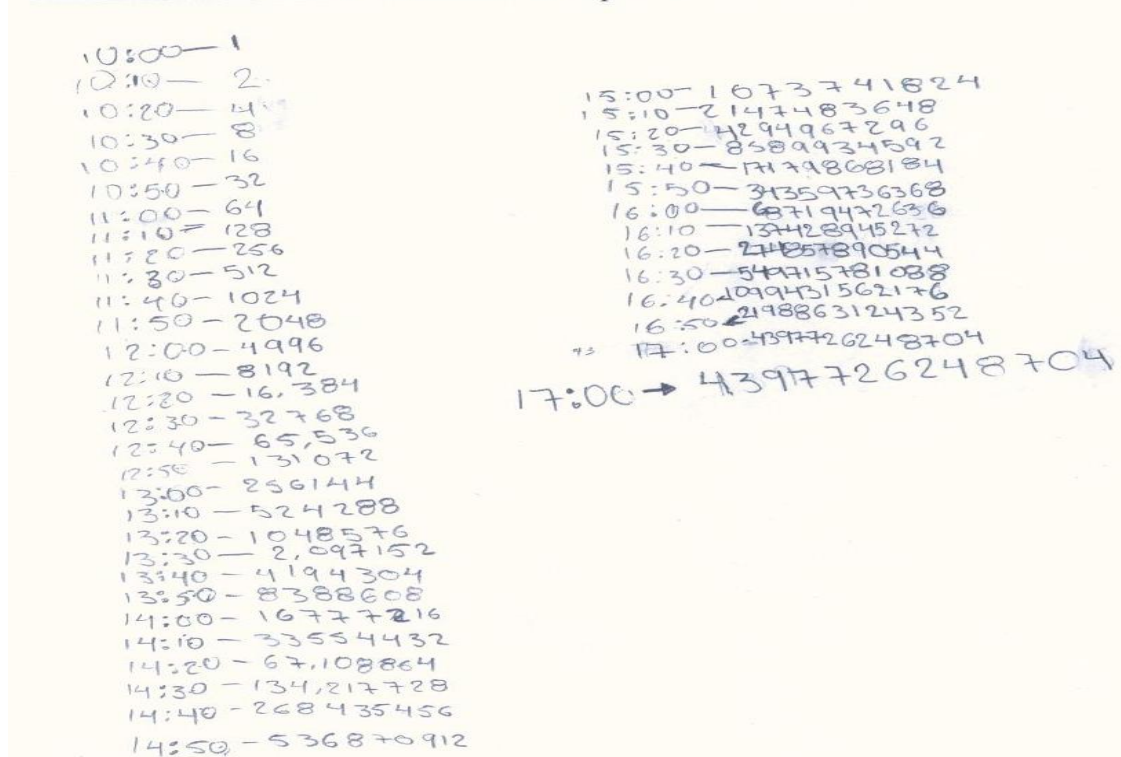 10:00 — 1
10:10 — 2
10:20 — 4
10:30 — 8
10:40 — 16
10:50 — 32
11:00 — 64
11:10 — 128
11:20 — 256
11:30 — 512
11:40 — 1024
11:50 — 2048
12:00 — 4996
12:10 — 8192
12:20 — 16,384
12:30 — 32768
12:40 — 65,536
12:50 — 131072
13:00 — 256144
13:10 — 524288
13:20 — 1048576
13:30 — 2,097152
13:40 — 4194304
13:50 — 8388608
14:00 — 16777216
14:10 — 33554432
14:20 — 67,108864
14:30 — 134,217728
14:40 — 268435456
14:50 — 536870912
15:00 — 1073741824
15:10 — 2147483648
15:20 — 4294967296
15:30 — 8589934592
15:40 — 17179868184
15:50 — 34359736368
16:00 — 68719472636
16:10 — 137428945272
16:20 — 274857890544
16:30 — 549715781088
16:40 1099431562176
16:50 2198863124352
17:00 — 4397726248704
17:00 → 4397726248704